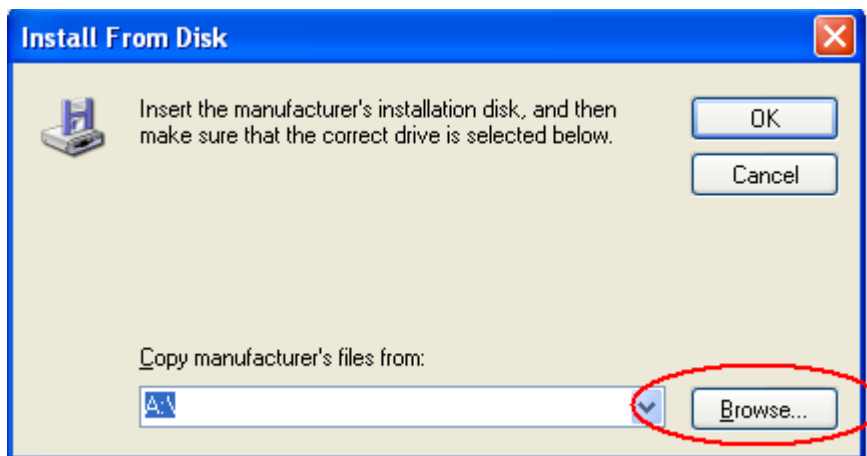 Install From Disk
Insert the manufacturer's installation disk, and then
make sure that the correct drive is selected below.
OK
Cancel
Copy manufacturer's files from:
A:\
Browse...